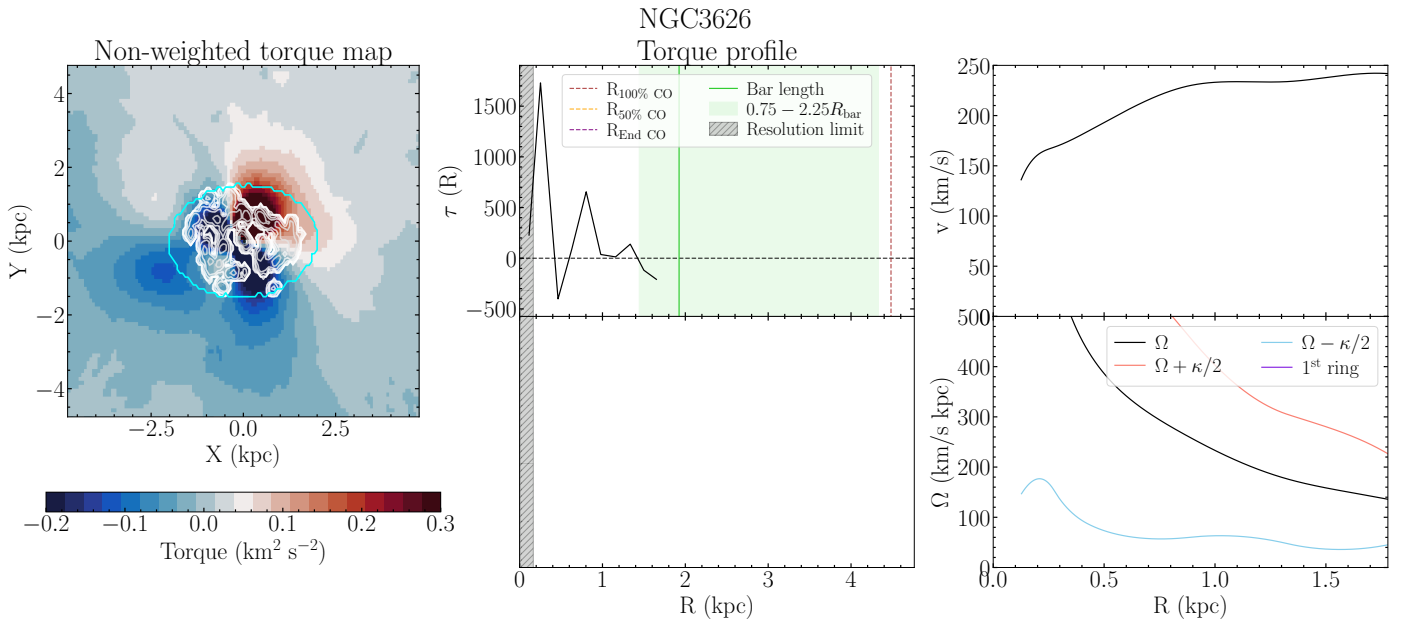 NGC3626
Non-weighted torque map
Torque profile
4
2
0
−2
−4
Y (kpc)
−2.5
0.0
2.5
X (kpc)
−0.2
−0.1
0.0
0.1
0.2
0.3
Torque (km² s⁻²)
1500
1000
500
0
−500
τ (R)
R100% CO
R50% CO
REnd CO
Bar length
0.75 − 2.25Rbar
Resolution limit
0
1
2
3
4
R (kpc)
250
200
150
100
50
0
v (km/s)
500
400
300
200
100
0
Ω (km/s kpc)
Ω
Ω + κ/2
Ω − κ/2
1st ring
0.0
0.5
1.0
1.5
R (kpc)